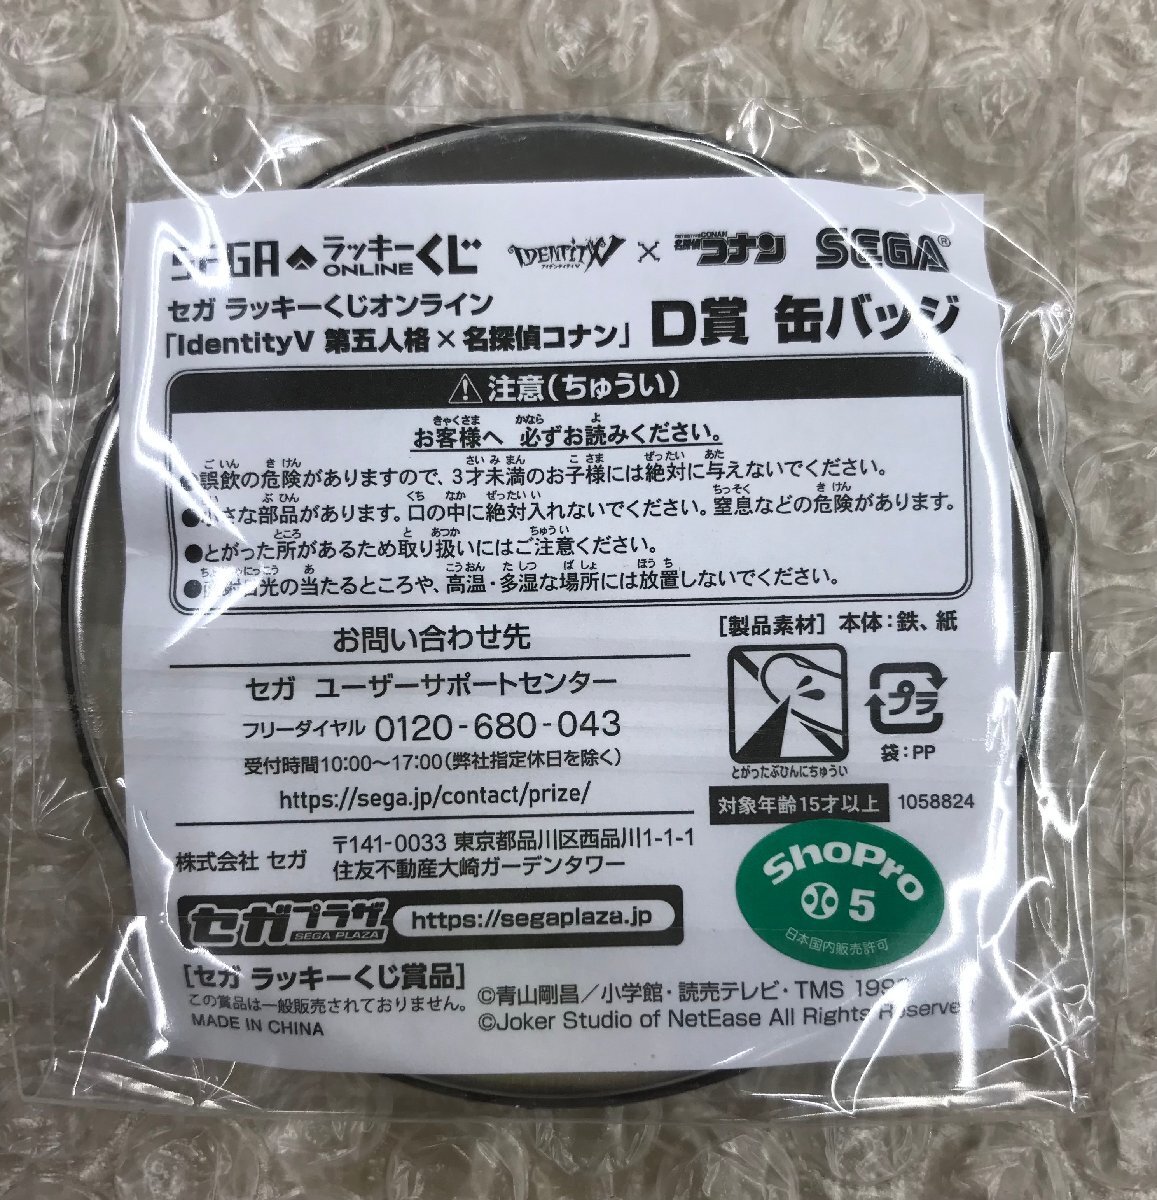 SEGA ラッキーくじ ONLINE IDENTITY V アイデンティティV × 名探偵コナン SEGA®
セガ ラッキーくじオンライン
「IdentityV 第五人格×名探偵コナン」 D賞 缶バッジ
⚠注意(ちゅうい)
お客様へ 必ずお読みください。
●誤飲の危険がありますので、3才未満のお子様には絶対に与えないでください。
●小さな部品があります。口の中に絶対入れないでください。窒息などの危険があります。
●とがった所があるため取り扱いにはご注意ください。
●直射日光の当たるところや、高温・多湿な場所には放置しないでください。
お問い合わせ先
セガ ユーザーサポートセンター
フリーダイヤル 0120-680-043
受付時間10:00〜17:00(弊社指定休日を除く)
https://sega.jp/contact/prize/
[製品素材] 本体:鉄、紙
とがったぶひんにちゅうい
プラ
袋:PP
対象年齢15才以上 1058824
株式会社 セガ 〒141-0033 東京都品川区西品川1-1-1
住友不動産大崎ガーデンタワー
セガプラザ SEGA PLAZA https://segaplaza.jp
ShoPro
5
日本国内販売許可
[セガ ラッキーくじ賞品]
この賞品は一般販売されておりません。
MADE IN CHINA
©青山剛昌/小学館・読売テレビ・TMS
©Joker Studio of NetEase All Rights Reserve